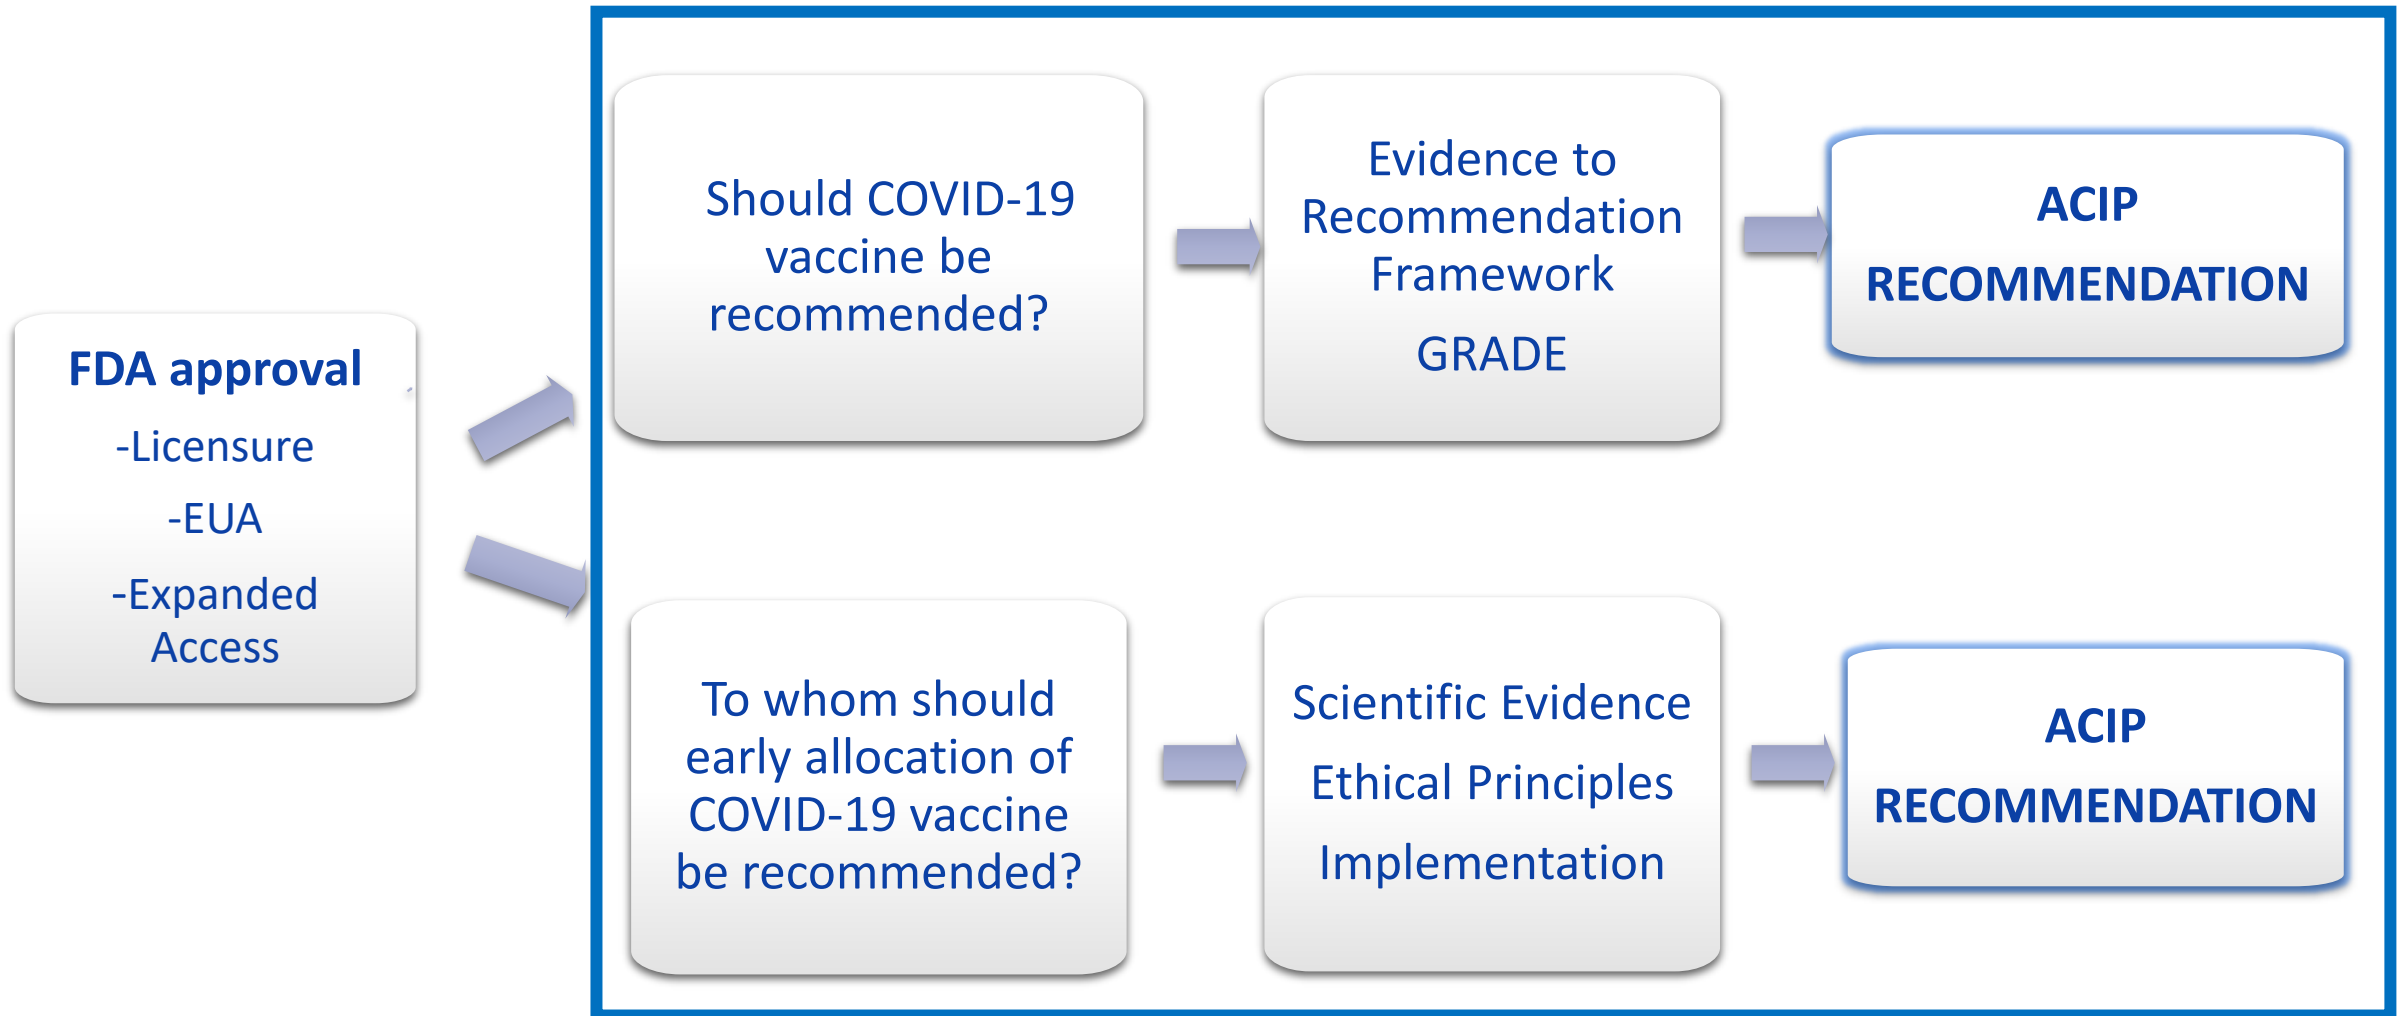 FDA approval
-Licensure
-EUA
-Expanded
Access
Should COVID-19
vaccine be
recommended?
Evidence to
Recommendation
Framework
GRADE
ACIP
RECOMMENDATION
To whom should
early allocation of
COVID-19 vaccine
be recommended?
Scientific Evidence
Ethical Principles
Implementation
ACIP
RECOMMENDATION